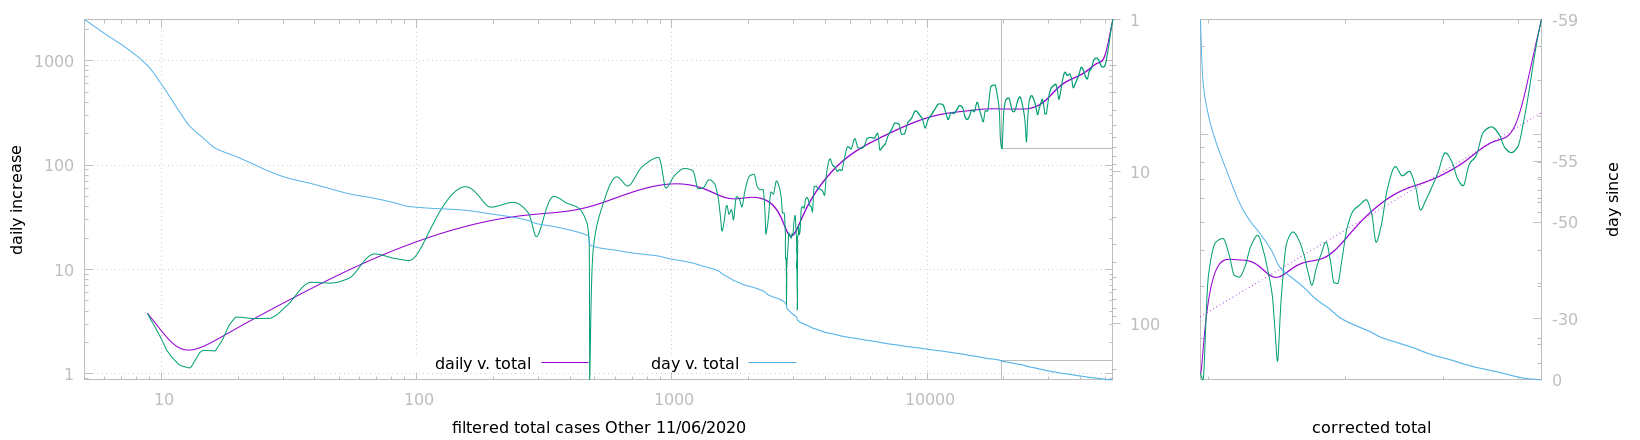 1000
100
10
1
daily increase
10
100
1000
10000
filtered total cases Other 11/06/2020
daily v. total
day v. total
1
10
100
-59
-55
-50
-30
0
day since
corrected total